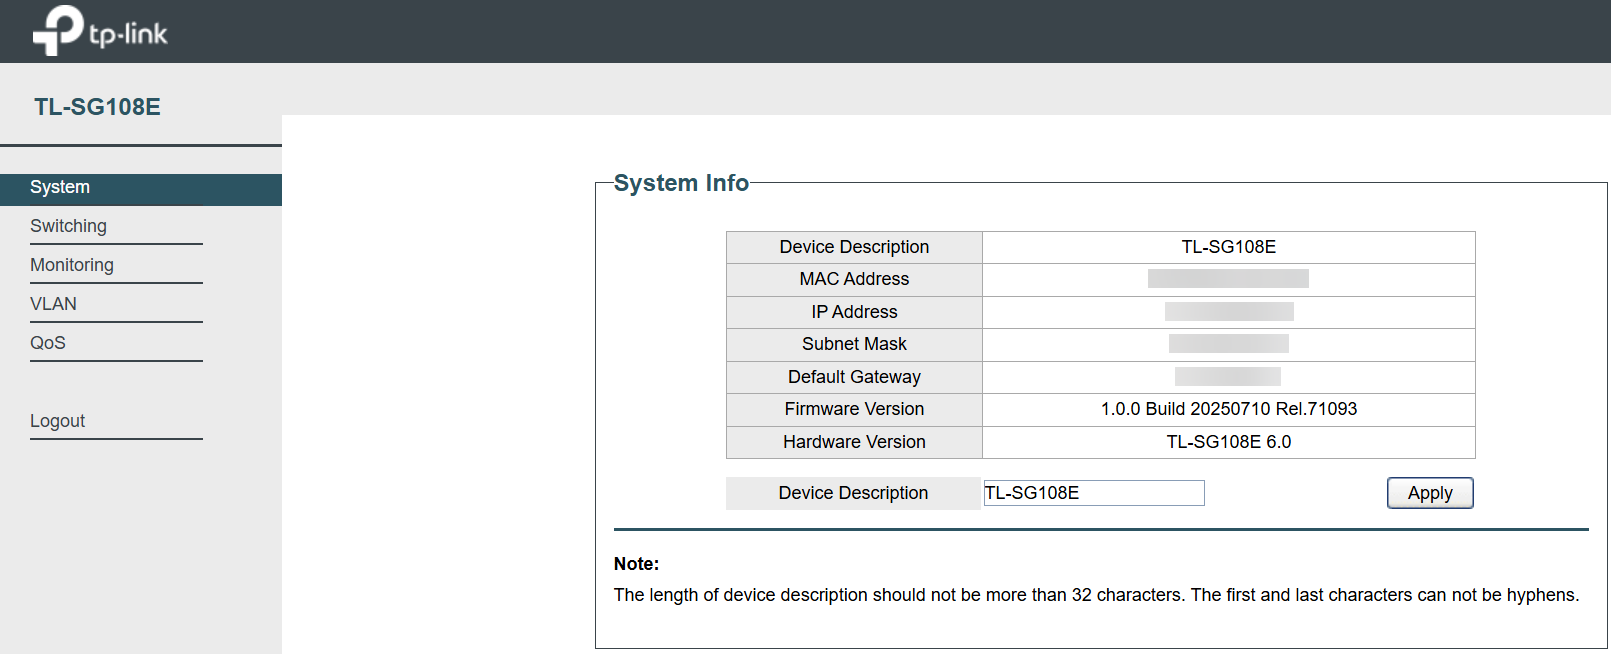 tp-link
TL-SG108E
System
Switching
Monitoring
VLAN
QoS
Logout
System Info
Device Description TL-SG108E
MAC Address
IP Address
Subnet Mask
Default Gateway
Firmware Version 1.0.0 Build 20250710 Rel.71093
Hardware Version TL-SG108E 6.0
Device Description TL-SG108E Apply
Note:
The length of device description should not be more than 32 characters. The first and last characters can not be hyphens.